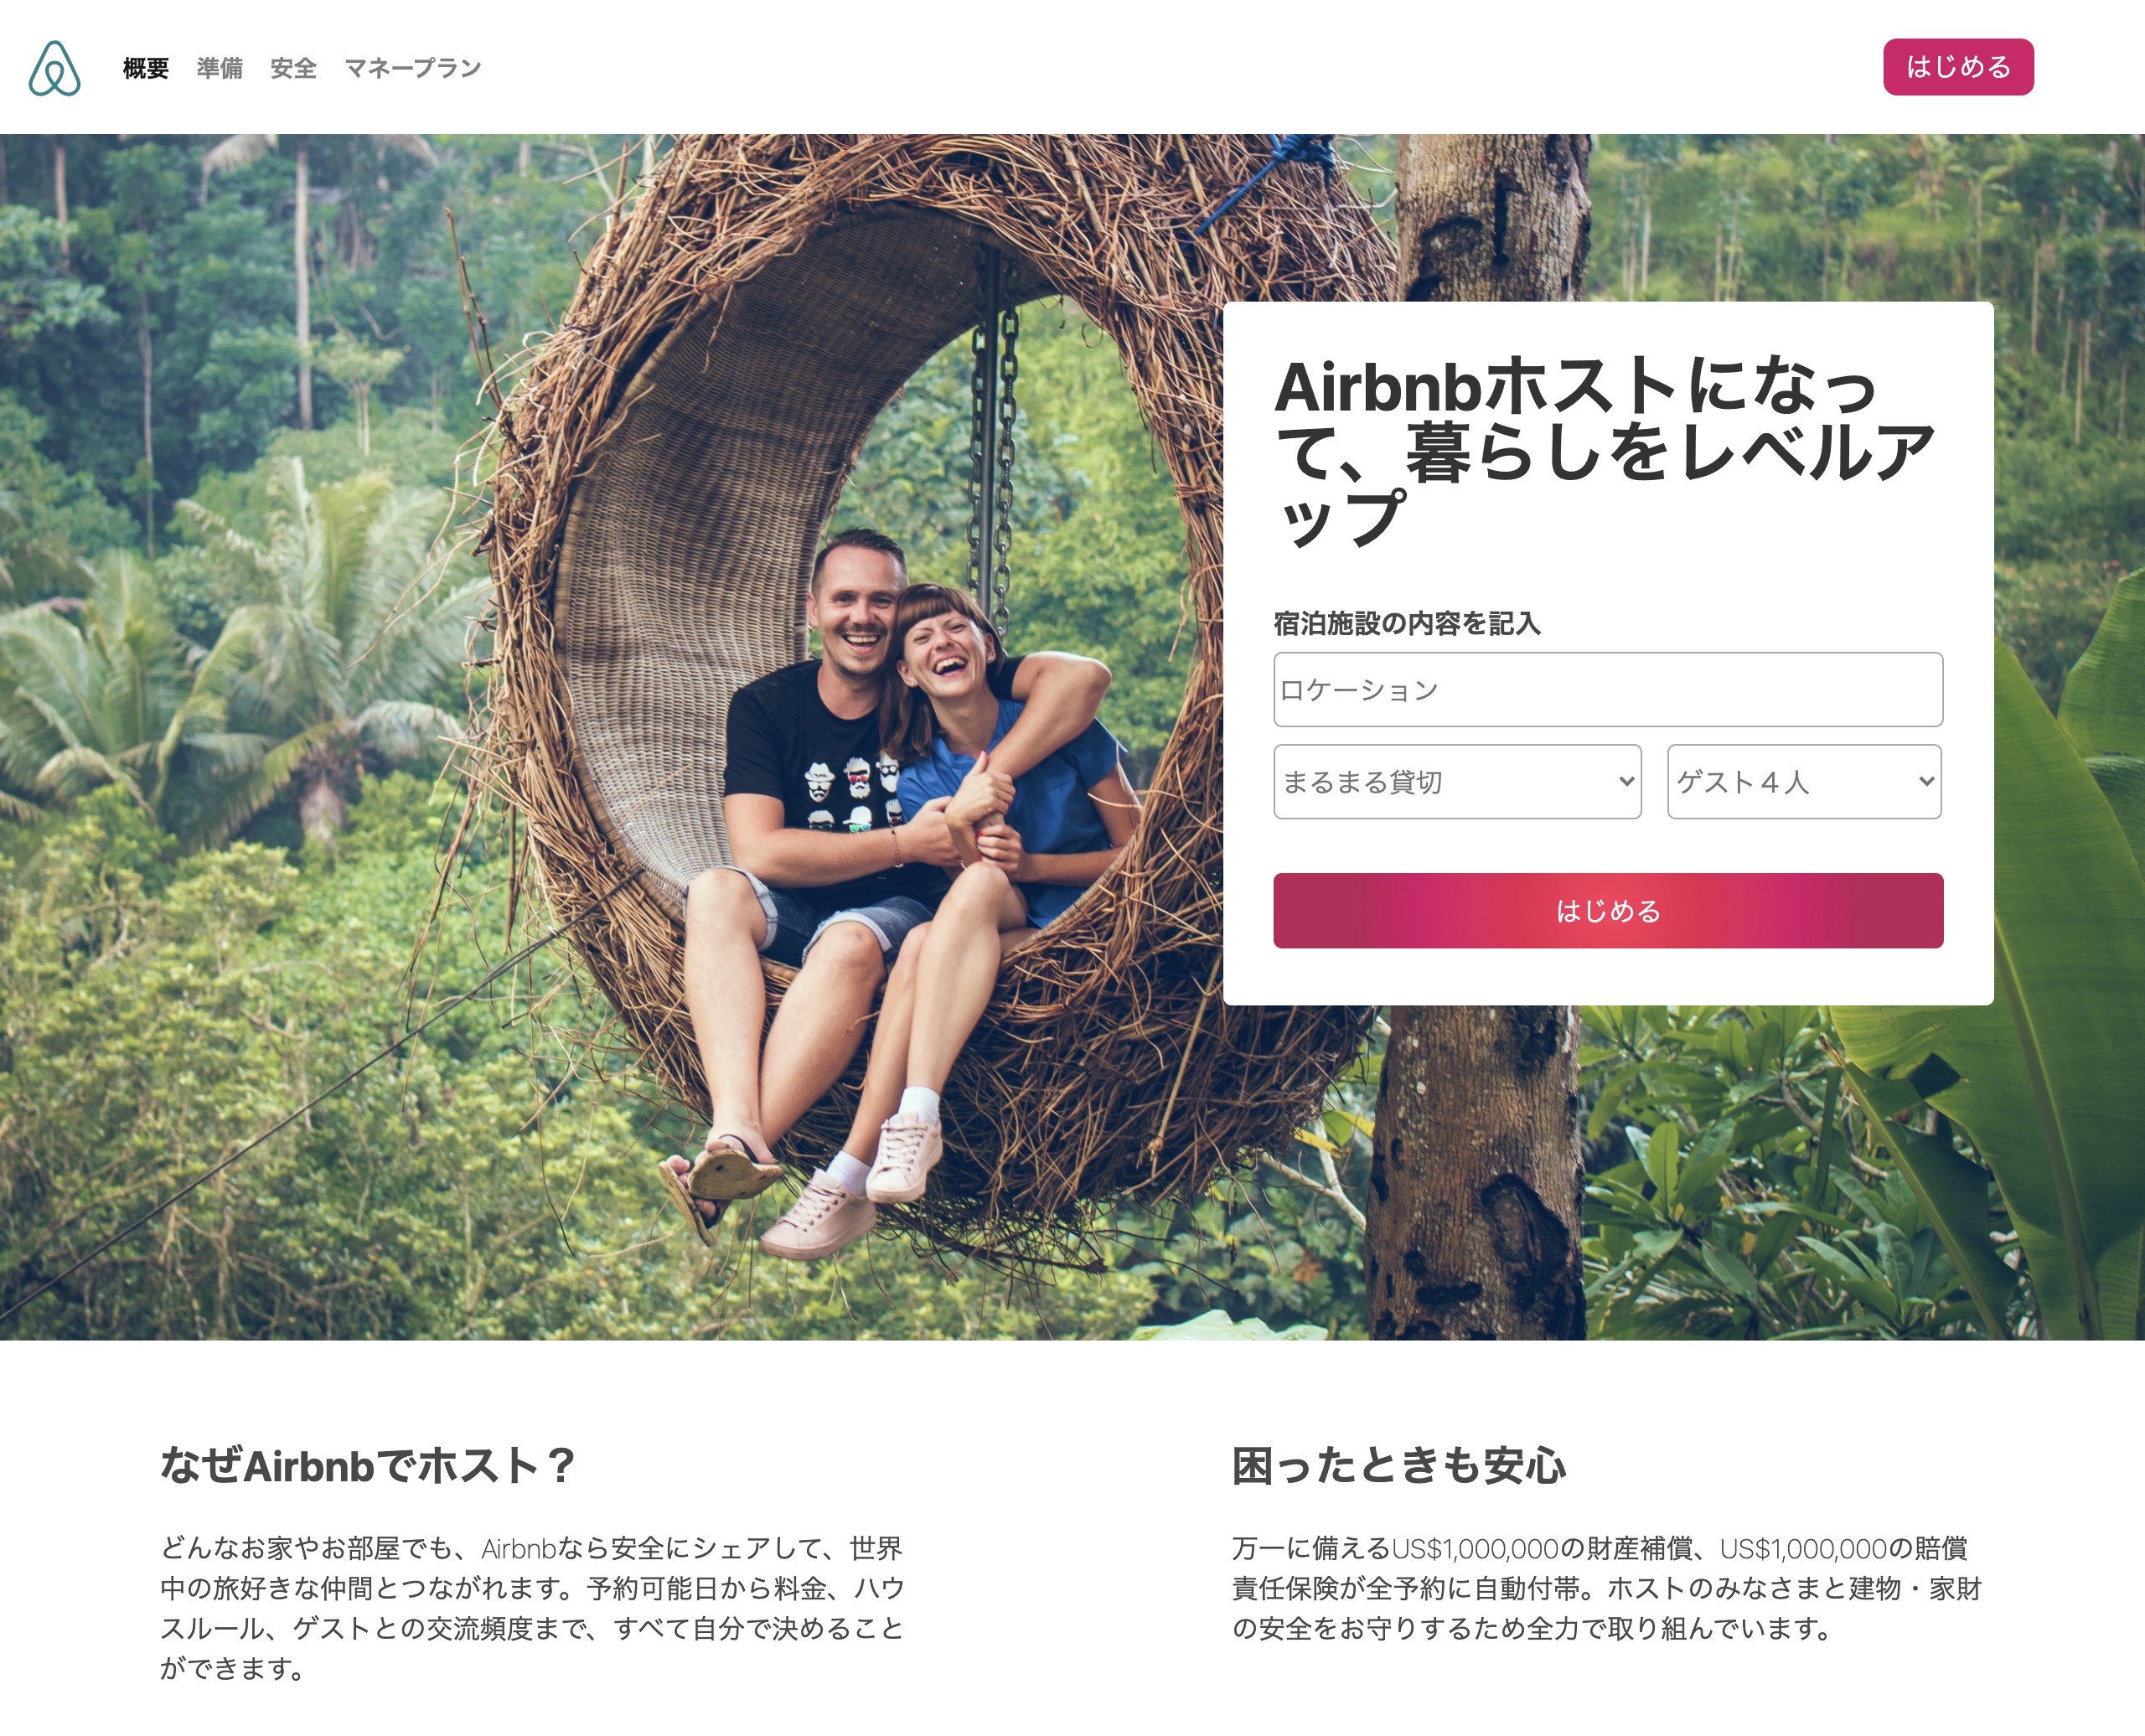 概要 準備 安全 マネープラン はじめる
Airbnbホストになっ
て、暮らしをレベルア
ップ
宿泊施設の内容を記入
ロケーション
まるまる貸切 ゲスト４人
はじめる
なぜAirbnbでホスト？
どんなお家やお部屋でも、Airbnbなら安全にシェアして、世界
中の旅好きな仲間とつながれます。予約可能日から料金、ハウ
スルール、ゲストとの交流頻度まで、すべて自分で決めること
ができます。
困ったときも安心
万一に備えるUS$1,000,000の財産補償、US$1,000,000の賠償
責任保険が全予約に自動付帯。ホストのみなさまと建物・家財
の安全をお守りするため全力で取り組んでいます。